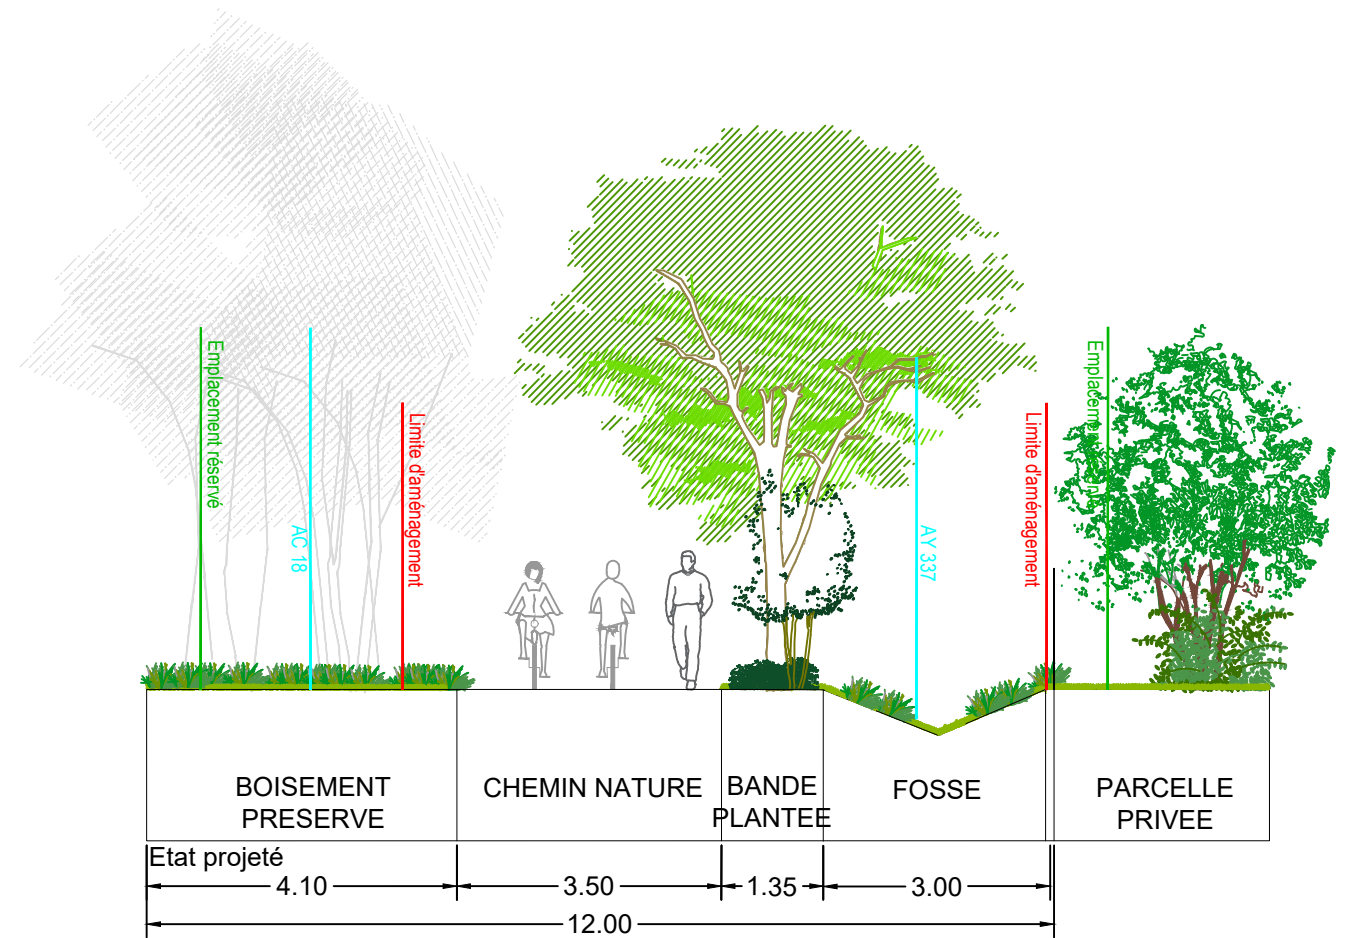 Emplacement réservé
AC 18
Limite d'aménagement
AY 337
Limite d'aménagement
Emplacement
BOISEMENT
PRESERVE
CHEMIN NATURE
BANDE
PLANTEE
FOSSE
PARCELLE
PRIVEE
Etat projeté
4.10
3.50
1.35
3.00
12.00